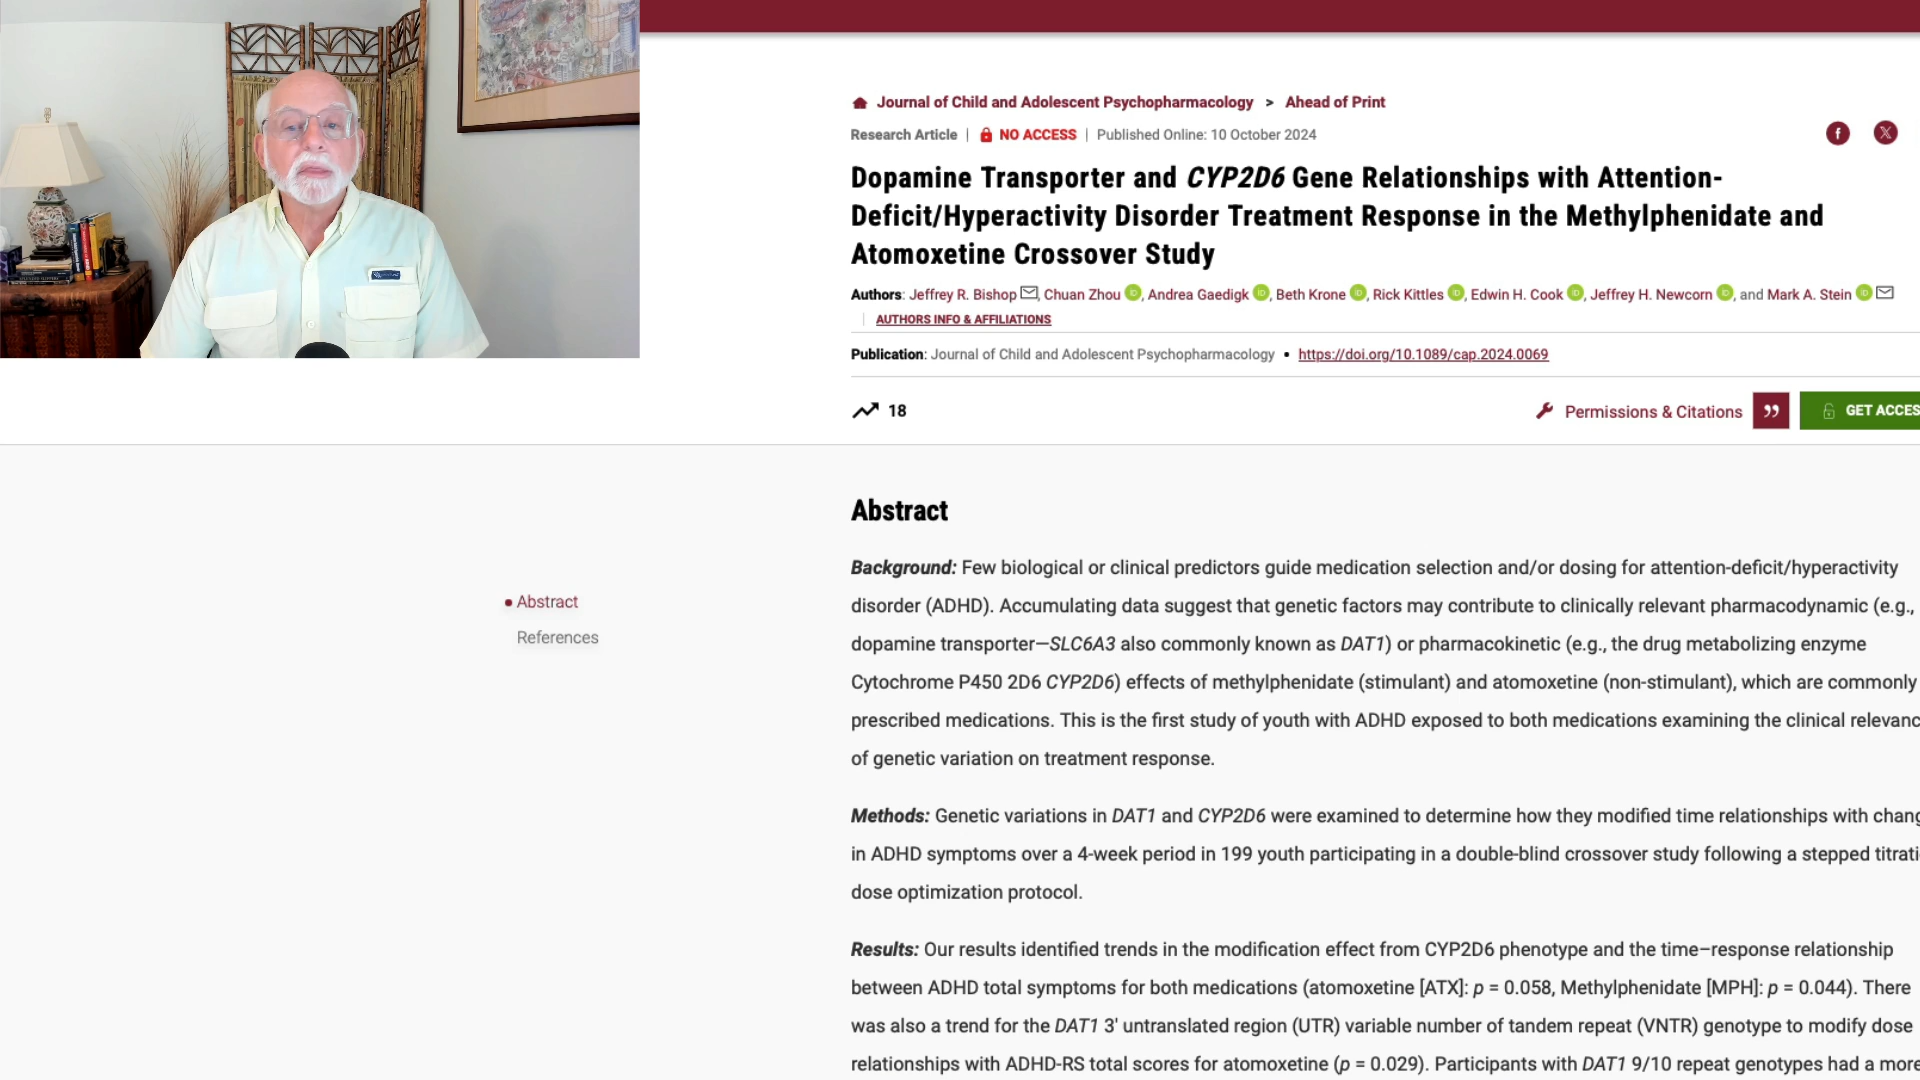 Journal of Child and Adolescent Psychopharmacology > Ahead of Print
Research Article | NO ACCESS | Published Online: 10 October 2024
Dopamine Transporter and CYP2D6 Gene Relationships with Attention-
Deficit/Hyperactivity Disorder Treatment Response in the Methylphenidate and
Atomoxetine Crossover Study
Authors: Jeffrey R. Bishop, Chuan Zhou, Andrea Gaedigk, Beth Krone, Rick Kittles, Edwin H. Cook, Jeffrey H. Newcorn, and Mark A. Stein
| AUTHORS INFO & AFFILIATIONS
Publication: Journal of Child and Adolescent Psychopharmacology • https://doi.org/10.1089/cap.2024.0069
18
Permissions & Citations
GET ACCES
Abstract
References
Abstract
Background: Few biological or clinical predictors guide medication selection and/or dosing for attention-deficit/hyperactivity
disorder (ADHD). Accumulating data suggest that genetic factors may contribute to clinically relevant pharmacodynamic (e.g.,
dopamine transporter—SLC6A3 also commonly known as DAT1) or pharmacokinetic (e.g., the drug metabolizing enzyme
Cytochrome P450 2D6 CYP2D6) effects of methylphenidate (stimulant) and atomoxetine (non-stimulant), which are commonly
prescribed medications. This is the first study of youth with ADHD exposed to both medications examining the clinical relevanc
of genetic variation on treatment response.
Methods: Genetic variations in DAT1 and CYP2D6 were examined to determine how they modified time relationships with chang
in ADHD symptoms over a 4-week period in 199 youth participating in a double-blind crossover study following a stepped titrati
dose optimization protocol.
Results: Our results identified trends in the modification effect from CYP2D6 phenotype and the time–response relationship
between ADHD total symptoms for both medications (atomoxetine [ATX]: p = 0.058, Methylphenidate [MPH]: p = 0.044). There
was also a trend for the DAT1 3' untranslated region (UTR) variable number of tandem repeat (VNTR) genotype to modify dose
relationships with ADHD-RS total scores for atomoxetine (p = 0.029). Participants with DAT1 9/10 repeat genotypes had a more